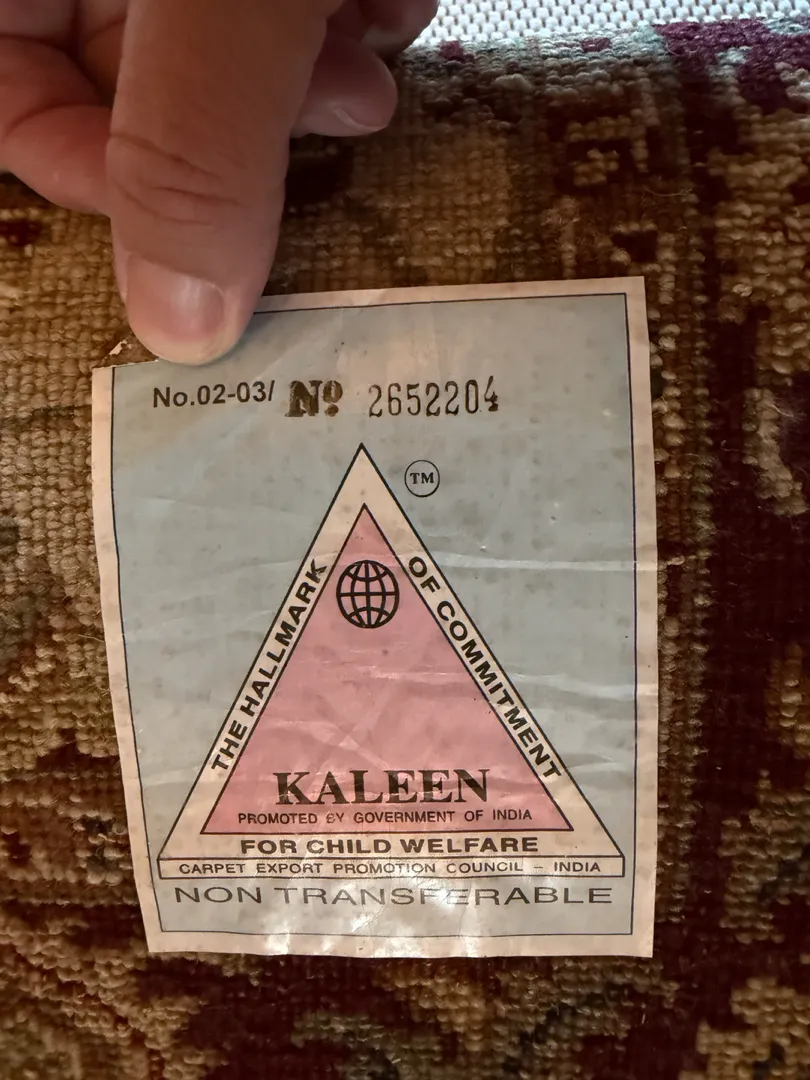 No.02-03/ Nº 2652204
TM
THE HALLMARK OF COMMITMENT
KALEEN
PROMOTED BY GOVERNMENT OF INDIA
FOR CHILD WELFARE
CARPET EXPORT PROMOTION COUNCIL - INDIA
NON TRANSFERABLE